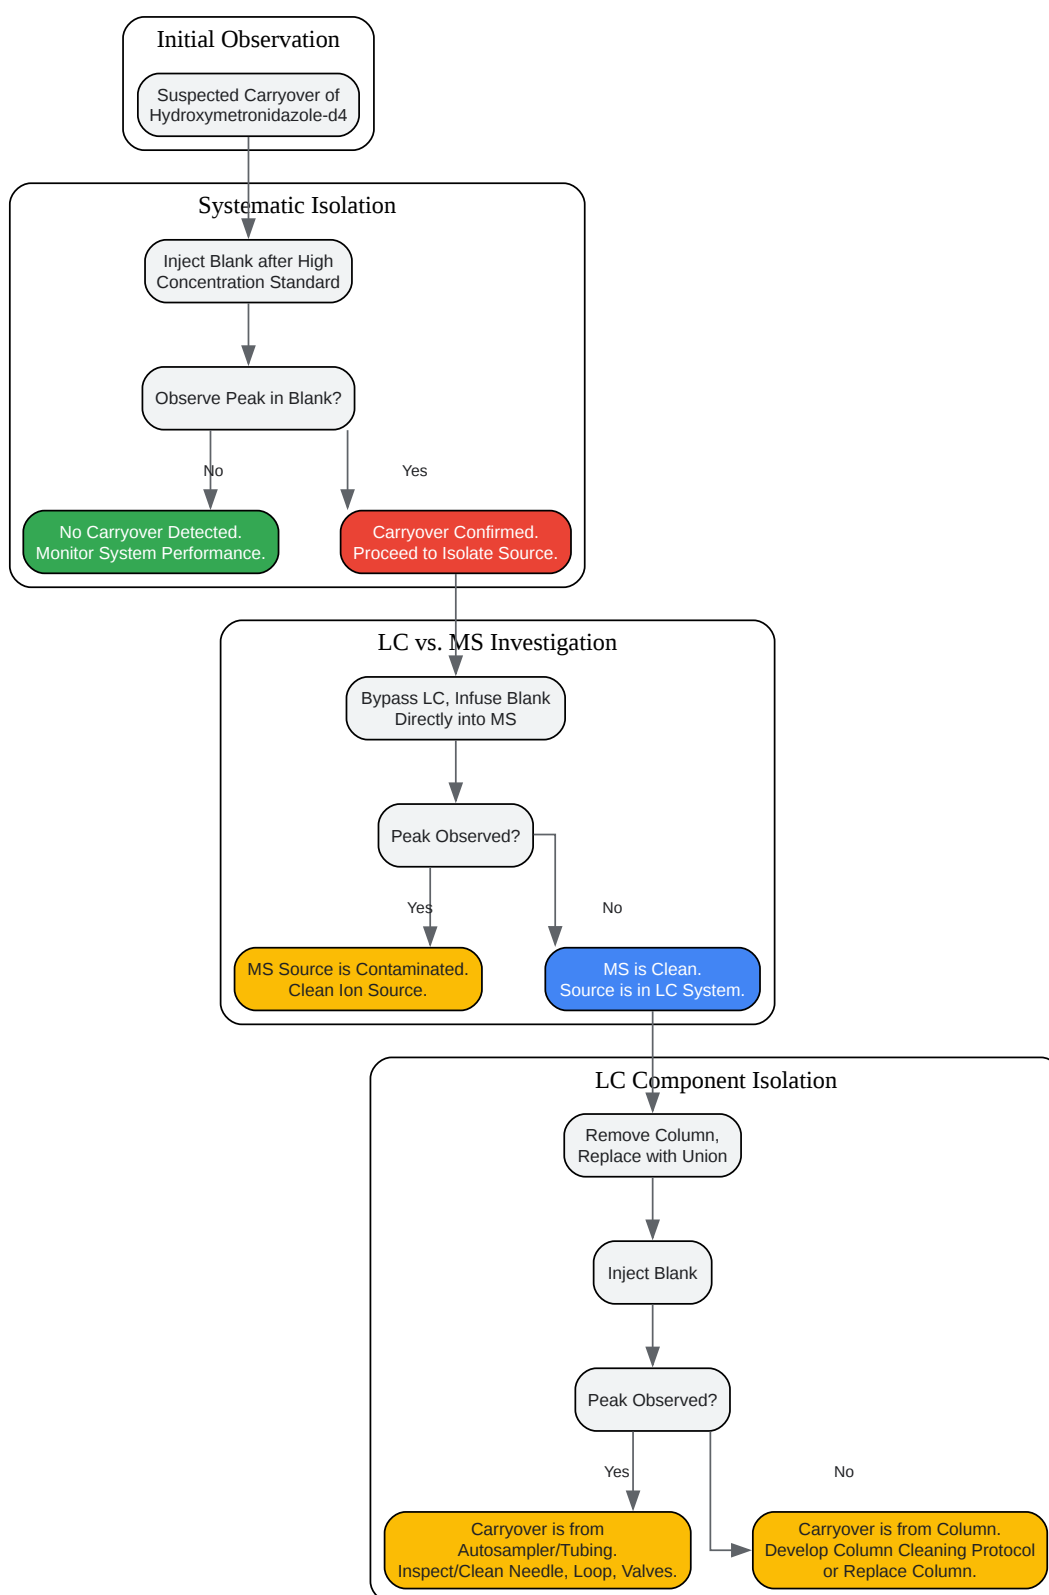 Initial Observation
Suspected Carryover of
Hydroxymetronidazole-d4
Systematic Isolation
Inject Blank after High
Concentration Standard
Observe Peak in Blank?
No
Yes
No Carryover Detected.
Monitor System Performance.
Carryover Confirmed.
Proceed to Isolate Source.
LC vs. MS Investigation
Bypass LC, Infuse Blank
Directly into MS
Peak Observed?
Yes
No
MS Source is Contaminated.
Clean Ion Source.
MS is Clean.
Source is in LC System.
LC Component Isolation
Remove Column,
Replace with Union
Inject Blank
Peak Observed?
Yes
No
Carryover is from
Autosampler/Tubing.
Inspect/Clean Needle, Loop, Valves.
Carryover is from Column.
Develop Column Cleaning Protocol
or Replace Column.